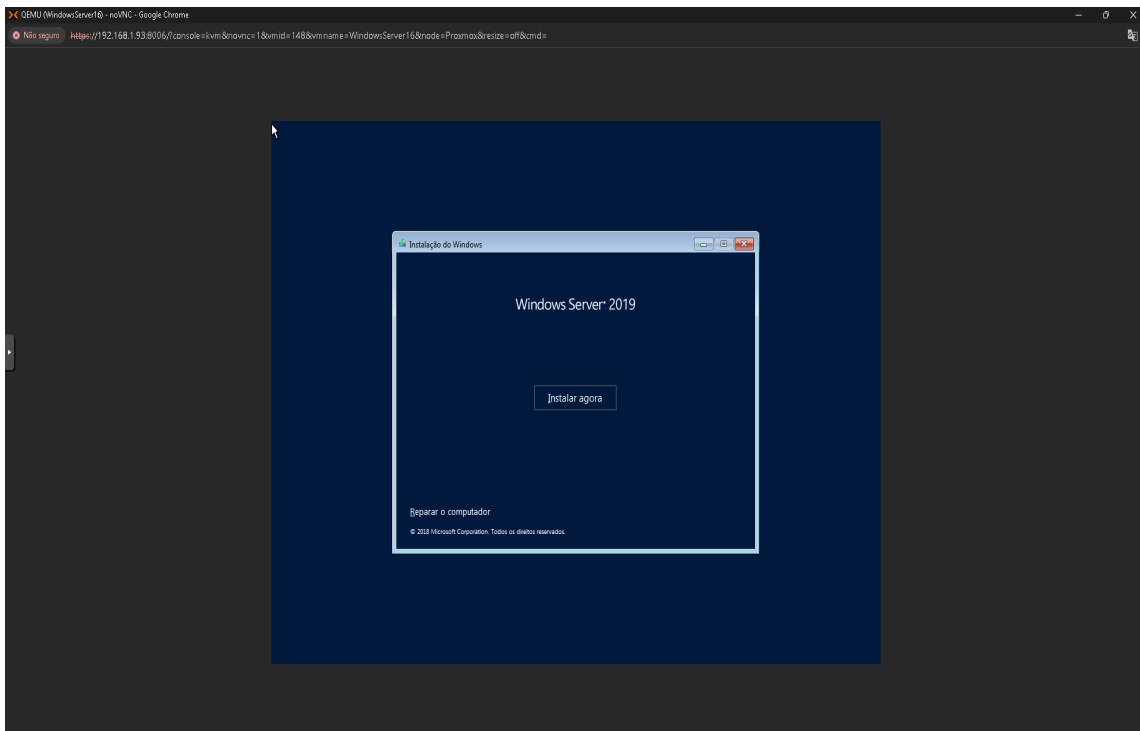 QEMU (WindowsServer16) - noVNC - Google Chrome
Não seguro https://192.168.1.93:8006/?console=kvm&novnc=1&vmid=148&vmname=WindowsServer16&node=Proxmox&resize=off&cmd=
Instalação do Windows
Windows Server® 2019
Instalar agora
Reparar o computador
© 2018 Microsoft Corporation. Todos os direitos reservados.